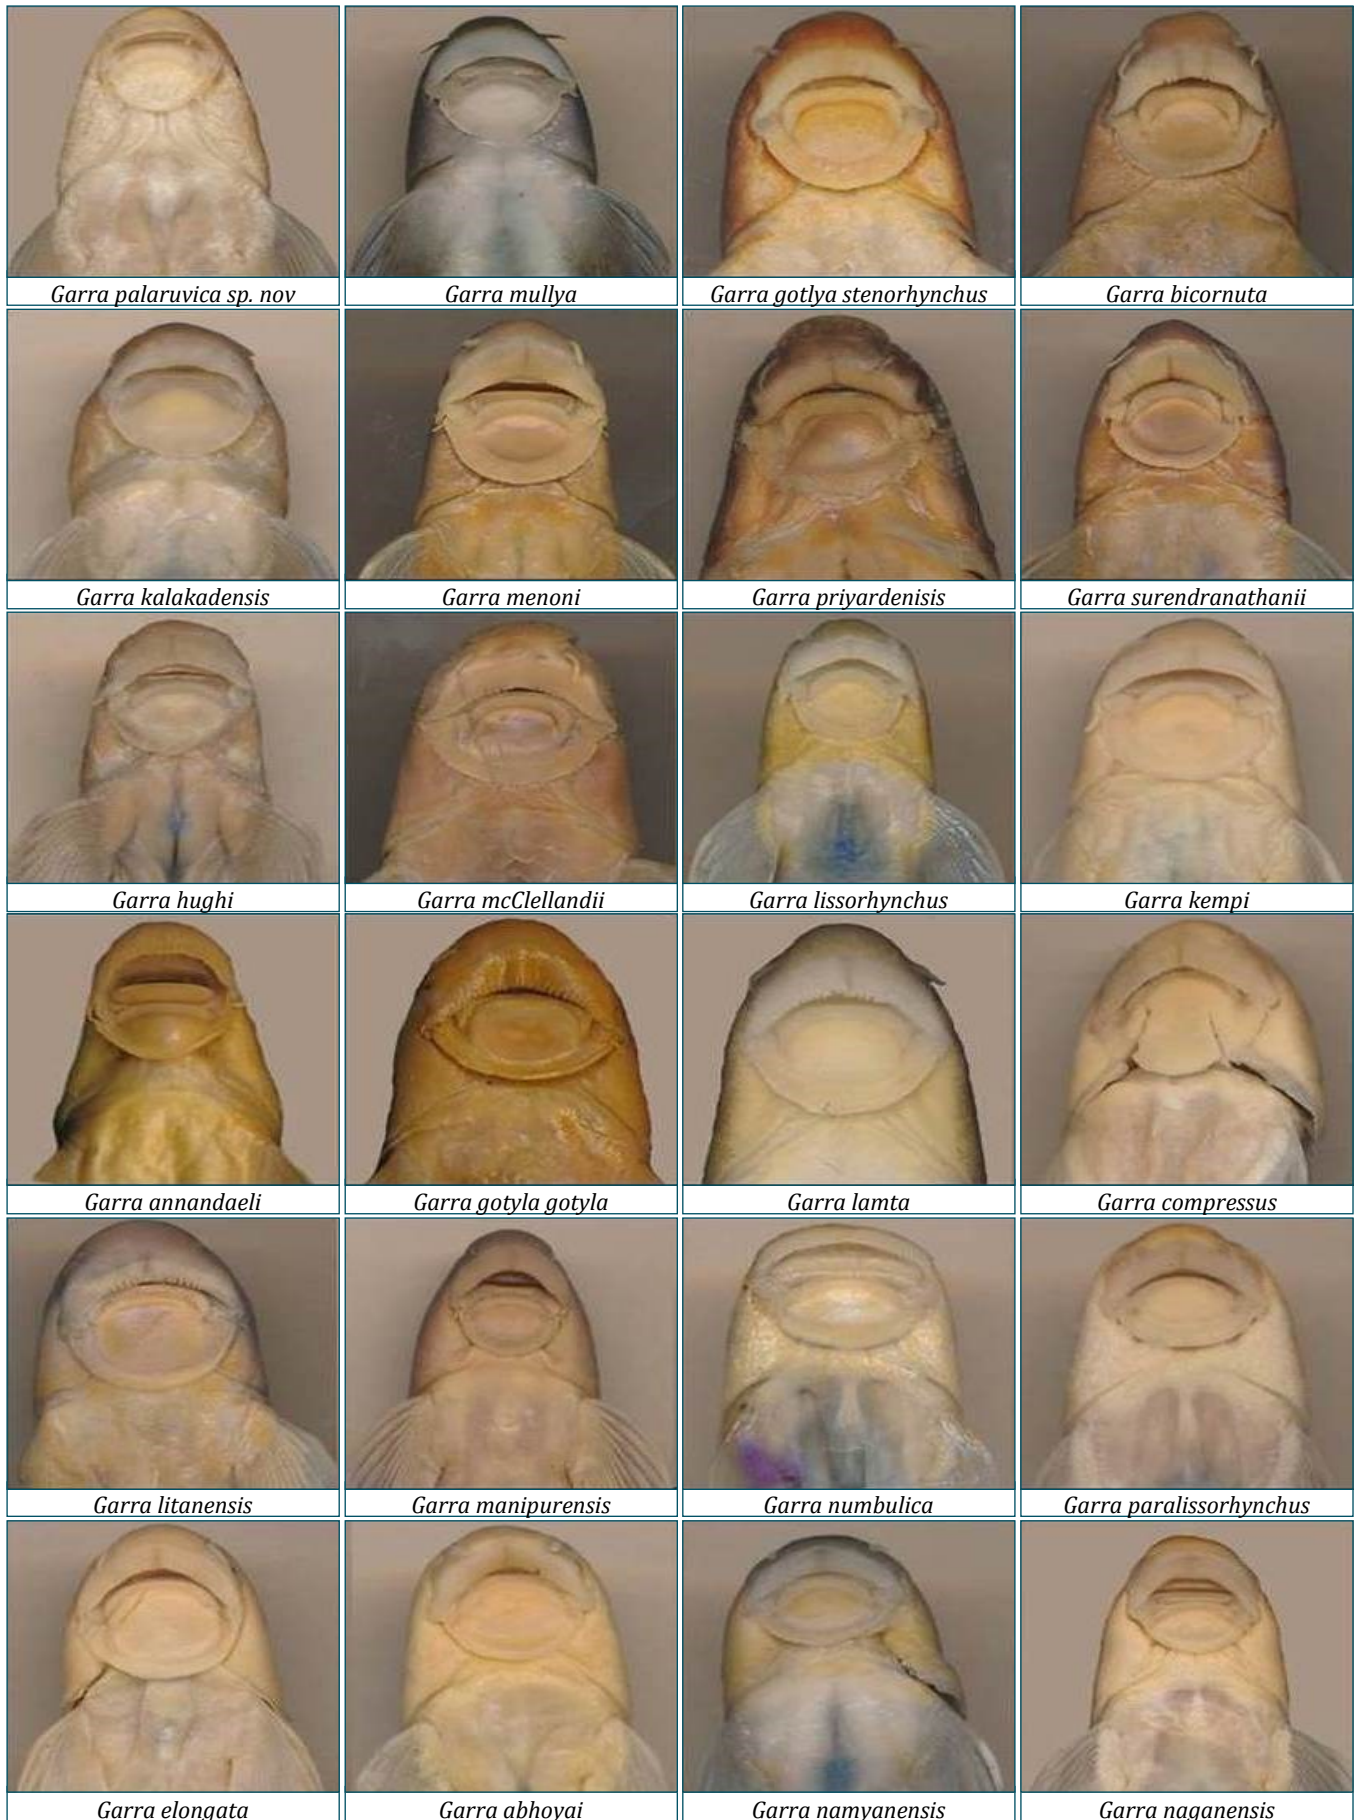 Garra palaruvica sp. nov
Garra mullya
Garra gotlya stenorhynchus
Garra bicornuta
Garra kalakadensis
Garra menoni
Garra priyardenisis
Garra surendranathanii
Garra hughi
Garra mcClellandii
Garra lissorhynchus
Garra kempi
Garra annandaeli
Garra gotyla gotyla
Garra lamta
Garra compressus
Garra litanensis
Garra manipurensis
Garra numbulica
Garra paralissorhynchus
Garra elongata
Garra abhoyai
Garra namyanensis
Garra naganensis